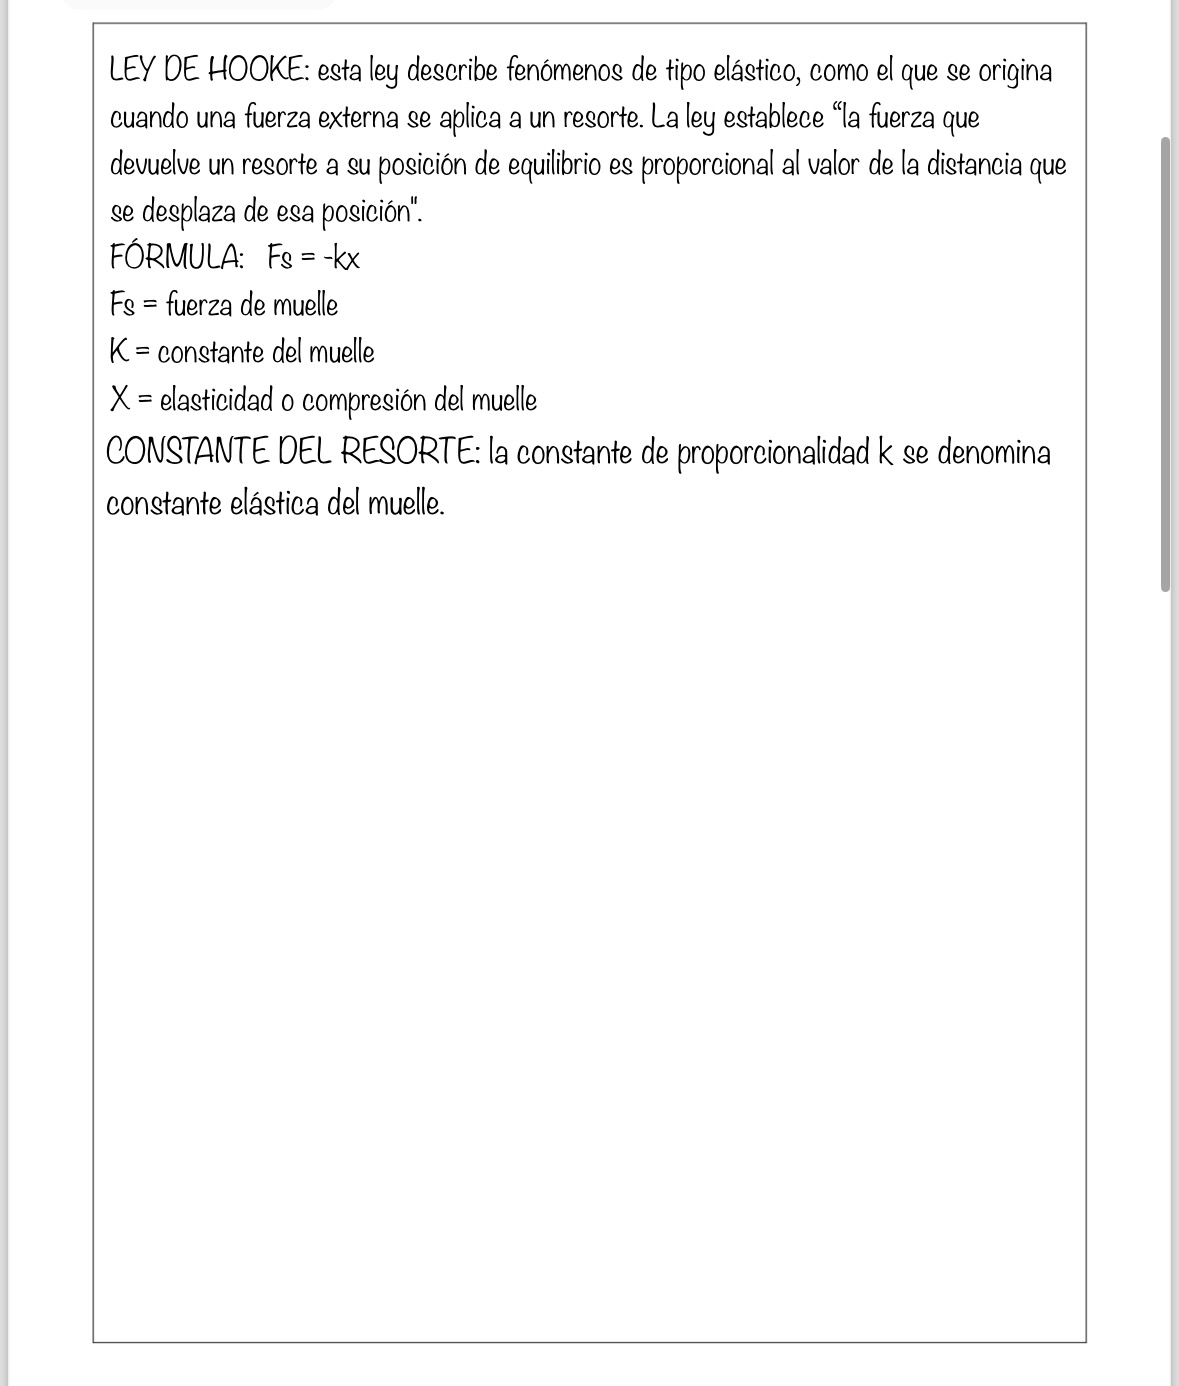 LEY DE HOOKE: esta ley describe fenómenos de tipo elástico, como el que se origina
cuando una fuerza externa se aplica a un resorte. La ley establece “la fuerza que
devuelve un resorte a su posición de equilibrio es proporcional al valor de la distancia que
se desplaza de esa posición".
FÓRMULA: Fs = -kx
Fs = fuerza de muelle
K = constante del muelle
X = elasticidad o compresión del muelle
CONSTANTE DEL RESORTE: la constante de proporcionalidad k se denomina
constante elástica del muelle.